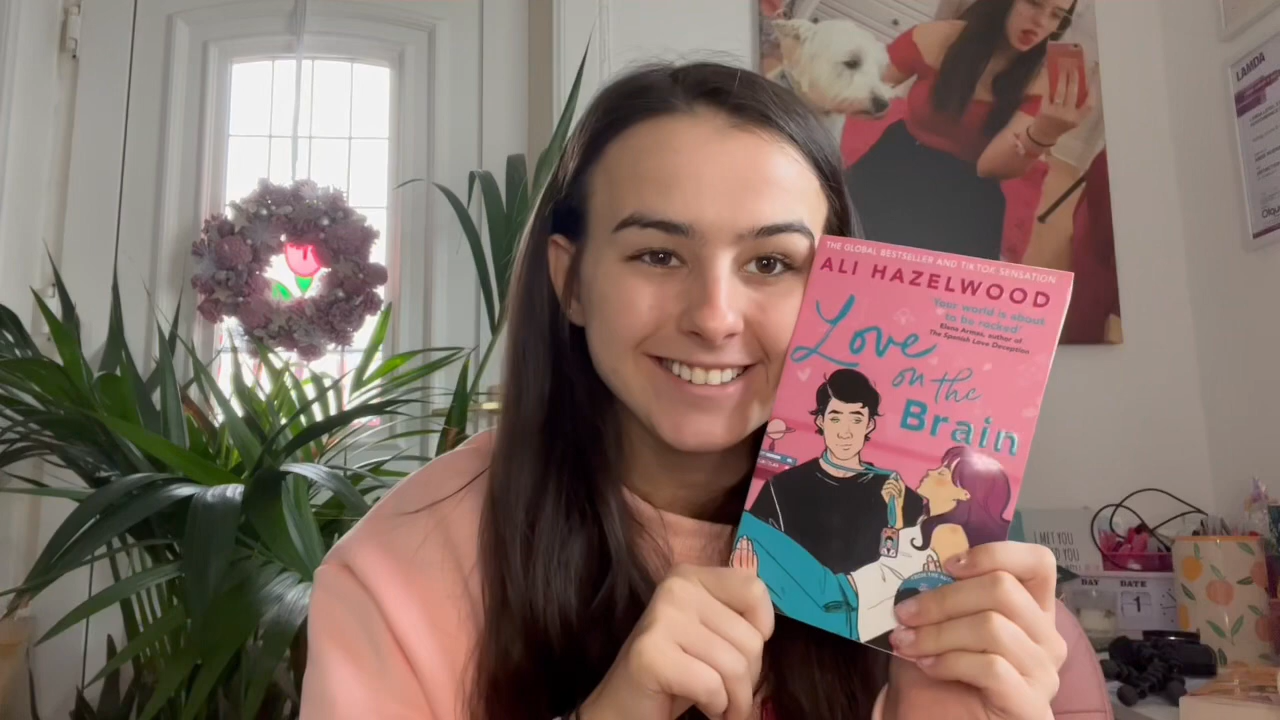 THE GLOBAL BESTSELLER AND TIKTOK SENSATION
ALI HAZELWOOD
'Your world is about
to be rocked'
Elena Armas, author of
The Spanish Love Deception
Love
on the
Brain
LAMDA
I MET YOU
DAY DATE
1